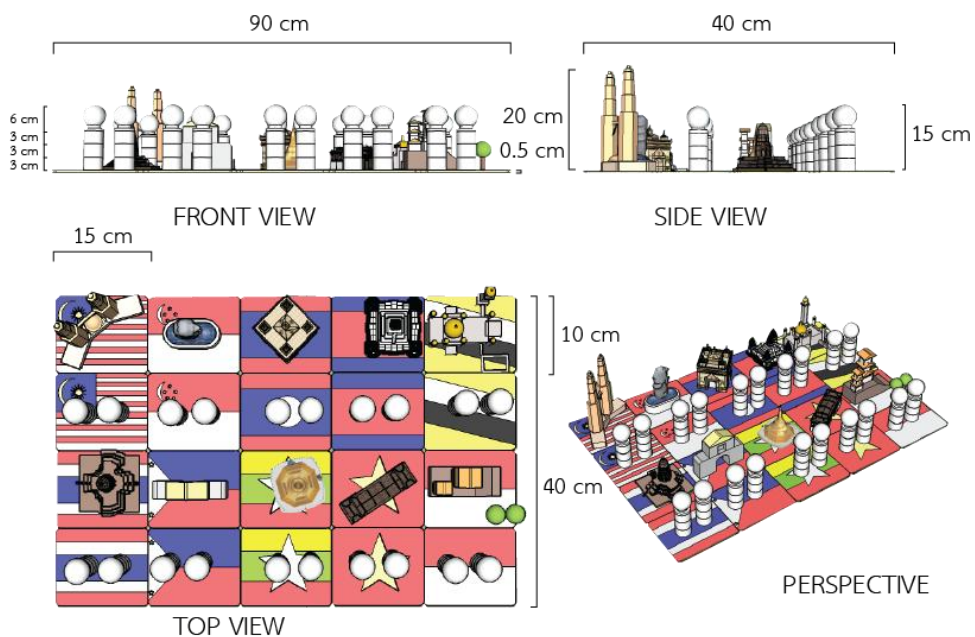 90 cm
40 cm
6 cm
3 cm
3 cm
3 cm
20 cm
0.5 cm
15 cm
FRONT VIEW
SIDE VIEW
15 cm
10 cm
40 cm
PERSPECTIVE
TOP VIEW